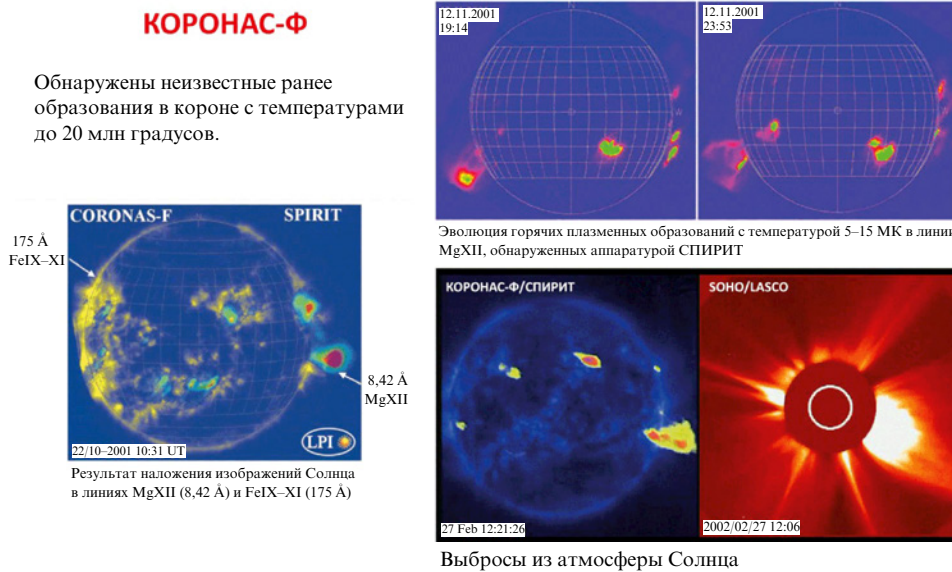 КОРОНАС-Ф
Обнаружены неизвестные ранее
образования в короне с температурами
до 20 млн градусов.
175 Å
FeIX–XI
CORONAS-F SPIRIT
8,42 Å
MgXII
LPI
22/10–2001 10:31 UT
Результат наложения изображений Солнца
в линиях MgXII (8,42 Å) и FeIX–XI (175 Å)
12.11.2001
19:14
12.11.2001
23:53
Эволюция горячих плазменных образований с температурой 5–15 МК в лини
MgXII, обнаруженных аппаратурой СПИРИТ
КОРОНАС-Ф/СПИРИТ
SOHO/LASCO
27 Feb 12:21:26
2002/02/27 12:06
Выбросы из атмосферы Солнца